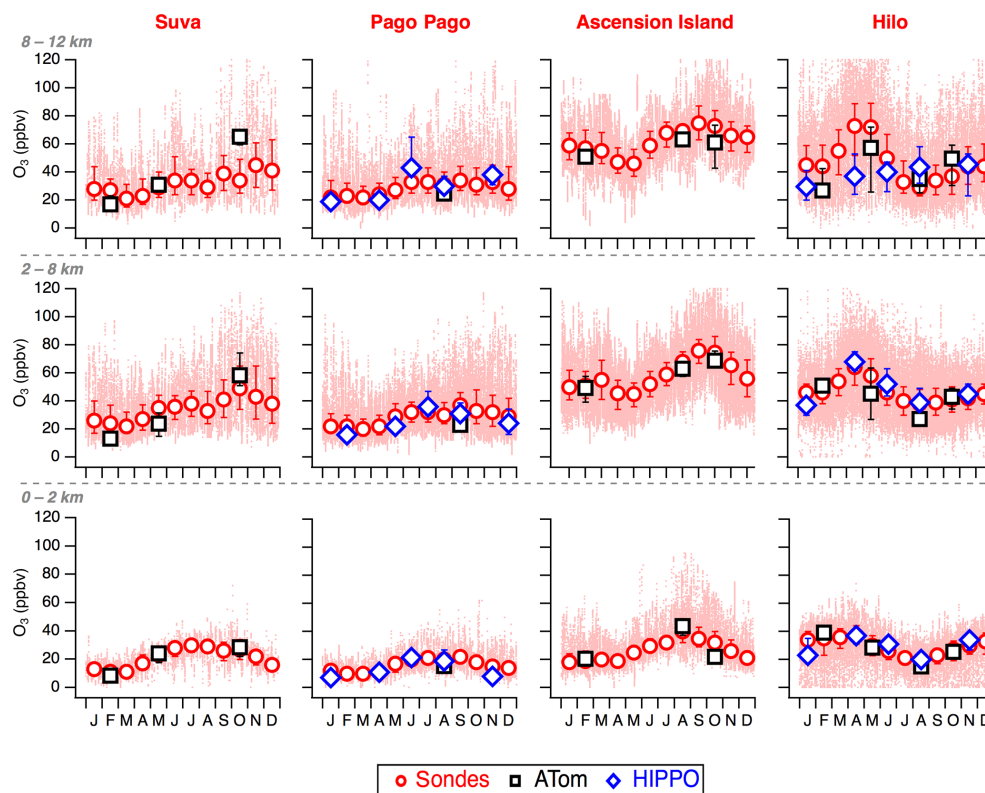 Suva Pago Pago Ascension Island Hilo
8 – 12 km
120
100
80
60
40
20
0
O3 (ppbv)
J F M A M J J A S O N D J F M A M J J A S O N D J F M A M J J A S O N D J F M A M J J A S O N D
2 – 8 km
120
100
80
60
40
20
0
O3 (ppbv)
J F M A M J J A S O N D J F M A M J J A S O N D J F M A M J J A S O N D J F M A M J J A S O N D
0 – 2 km
120
100
80
60
40
20
0
O3 (ppbv)
J F M A M J J A S O N D J F M A M J J A S O N D J F M A M J J A S O N D J F M A M J J A S O N D
Sondes ATom HIPPO